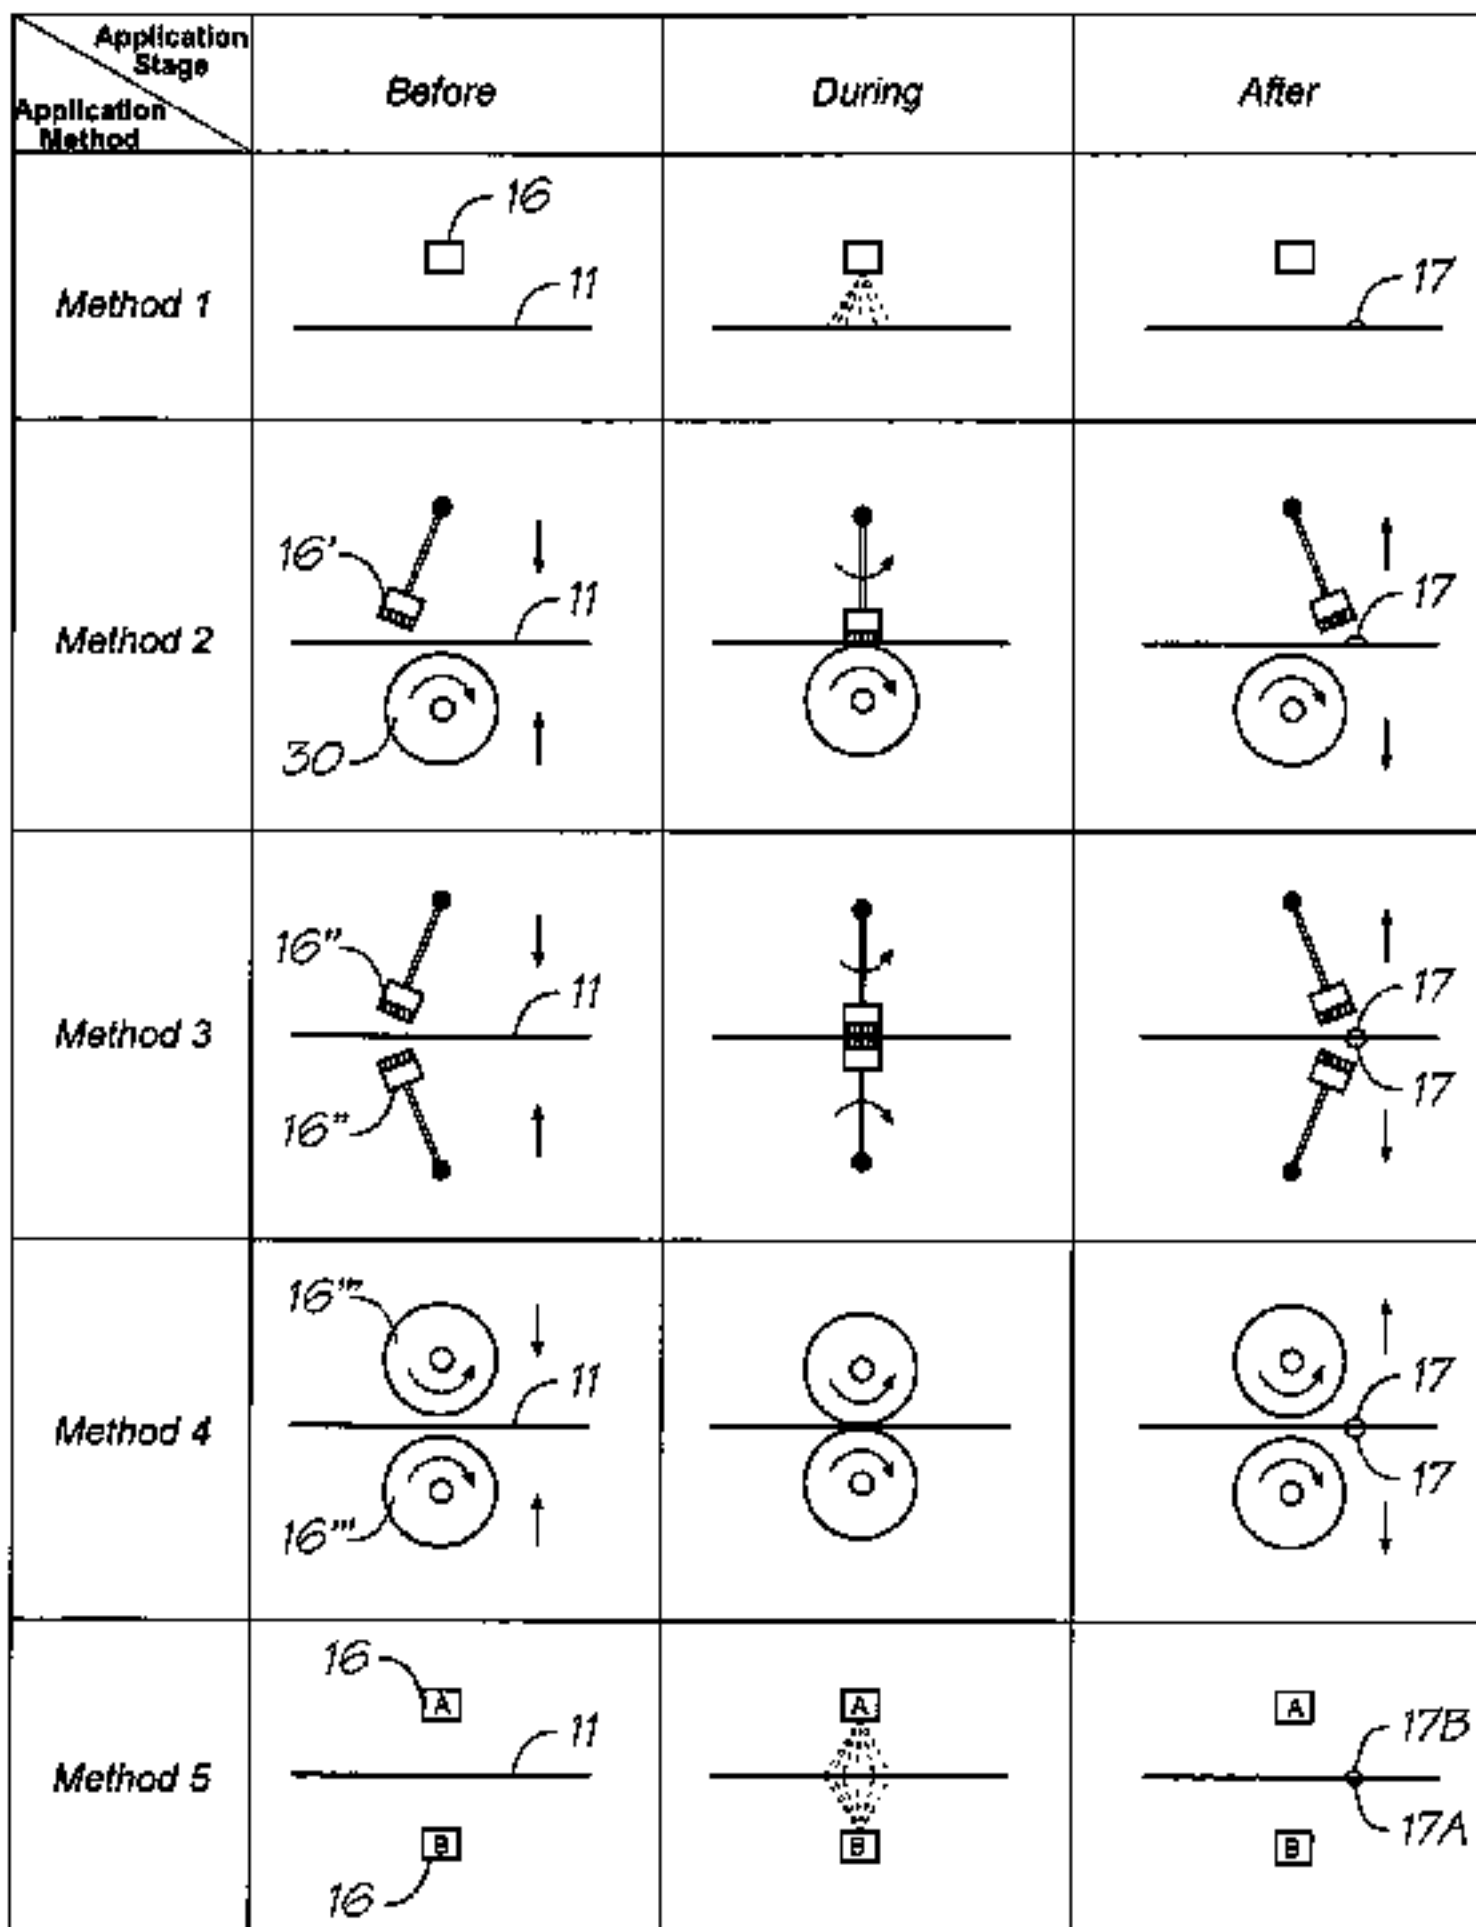 Application
Stage
Application
Method
Before
During
After
Method 1
16
11
17
Method 2
16'
11
30
17
Method 3
16"
11
16"
17
17
Method 4
16'''
11
16'''
17
17
Method 5
16
A
11
B
16
A
B
A
17B
17A
B